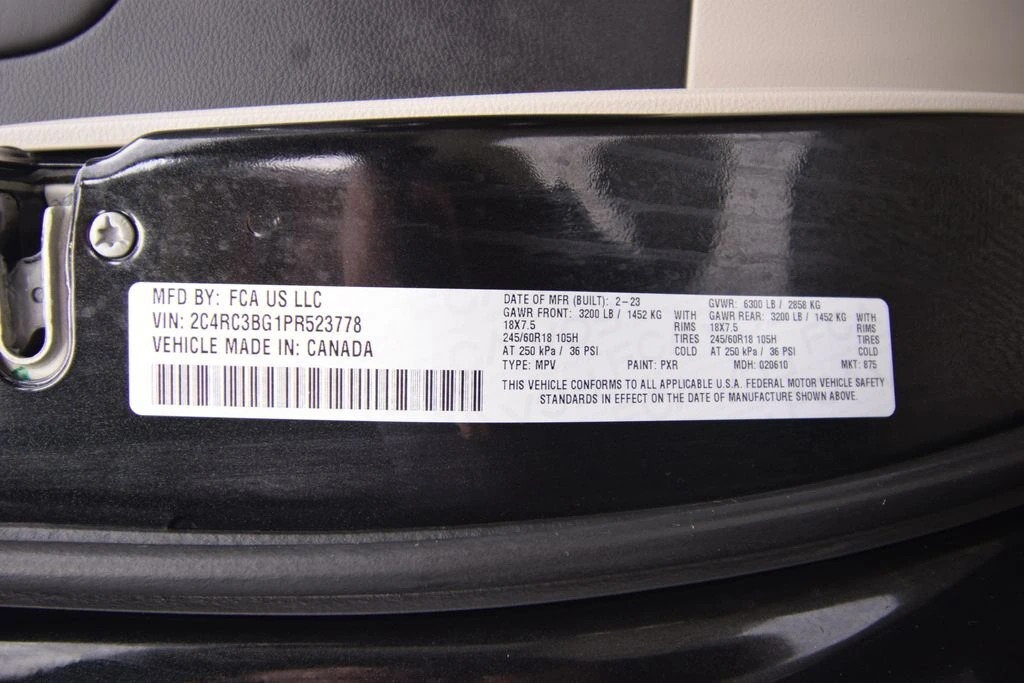 MFD BY: FCA US LLC
VIN: 2C4RC3BG1PR523778
VEHICLE MADE IN: CANADA
DATE OF MFR (BUILT): 2-23
GAWR FRONT: 3200 LB / 1452 KG WITH
18X7.5 RIMS
245/60R18 105H TIRES
AT 250 kPa / 36 PSI COLD
GVWR: 6300 LB / 2858 KG
GAWR REAR: 3200 LB / 1452 KG WITH
18X7.5 RIMS
245/60R18 105H TIRES
AT 250 kPa / 36 PSI COLD
TYPE: MPV PAINT: PXR MDH: 020610 MKT: 875
THIS VEHICLE CONFORMS TO ALL APPLICABLE U.S.A. FEDERAL MOTOR VEHICLE SAFETY
STANDARDS IN EFFECT ON THE DATE OF MANUFACTURE SHOWN ABOVE.